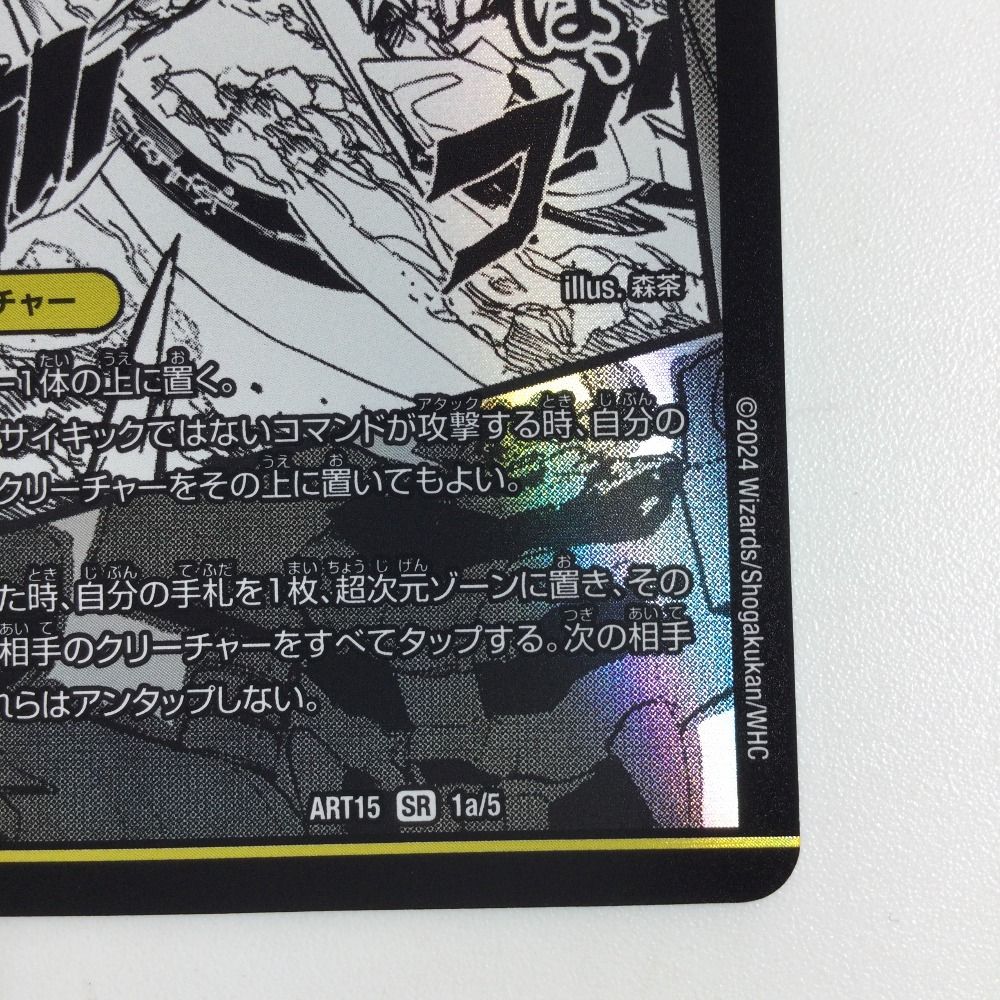 ぱっ
illus. 森茶
チャー
ー1体の上に置く。
サイキックではないコマンドが攻撃する時、自分の
クリーチャーをその上に置いてもよい。
た時、自分の手札を1枚、超次元ゾーンに置き、その
相手のクリーチャーをすべてタップする。次の相手
れらはアンタップしない。
ART15 SR 1a/5
©2024 Wizards/Shogakukan/WHC